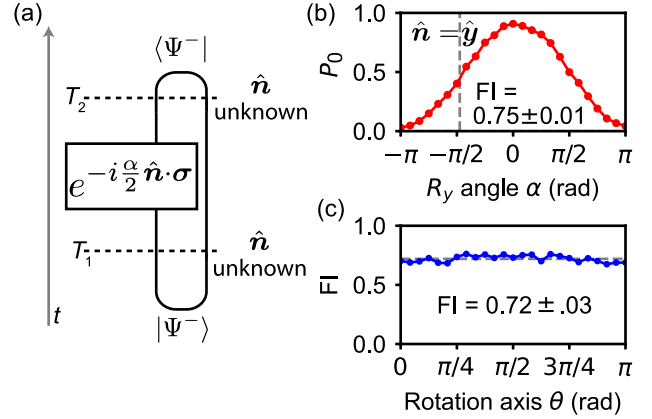 (a)
⟨Ψ⁻|
T₂
n̂
unknown
e^{-i α/2 n̂·σ}
T₁
n̂
unknown
t
|Ψ⁻⟩
(b)
n̂ = ŷ
P₀
1.0
0.5
0.0
FI =
0.75±0.01
−π −π/2 0 π/2 π
R_y angle α (rad)
(c)
FI
1.0
0.5
0.0
FI = 0.72 ± .03
0 π/4 π/2 3π/4 π
Rotation axis θ (rad)